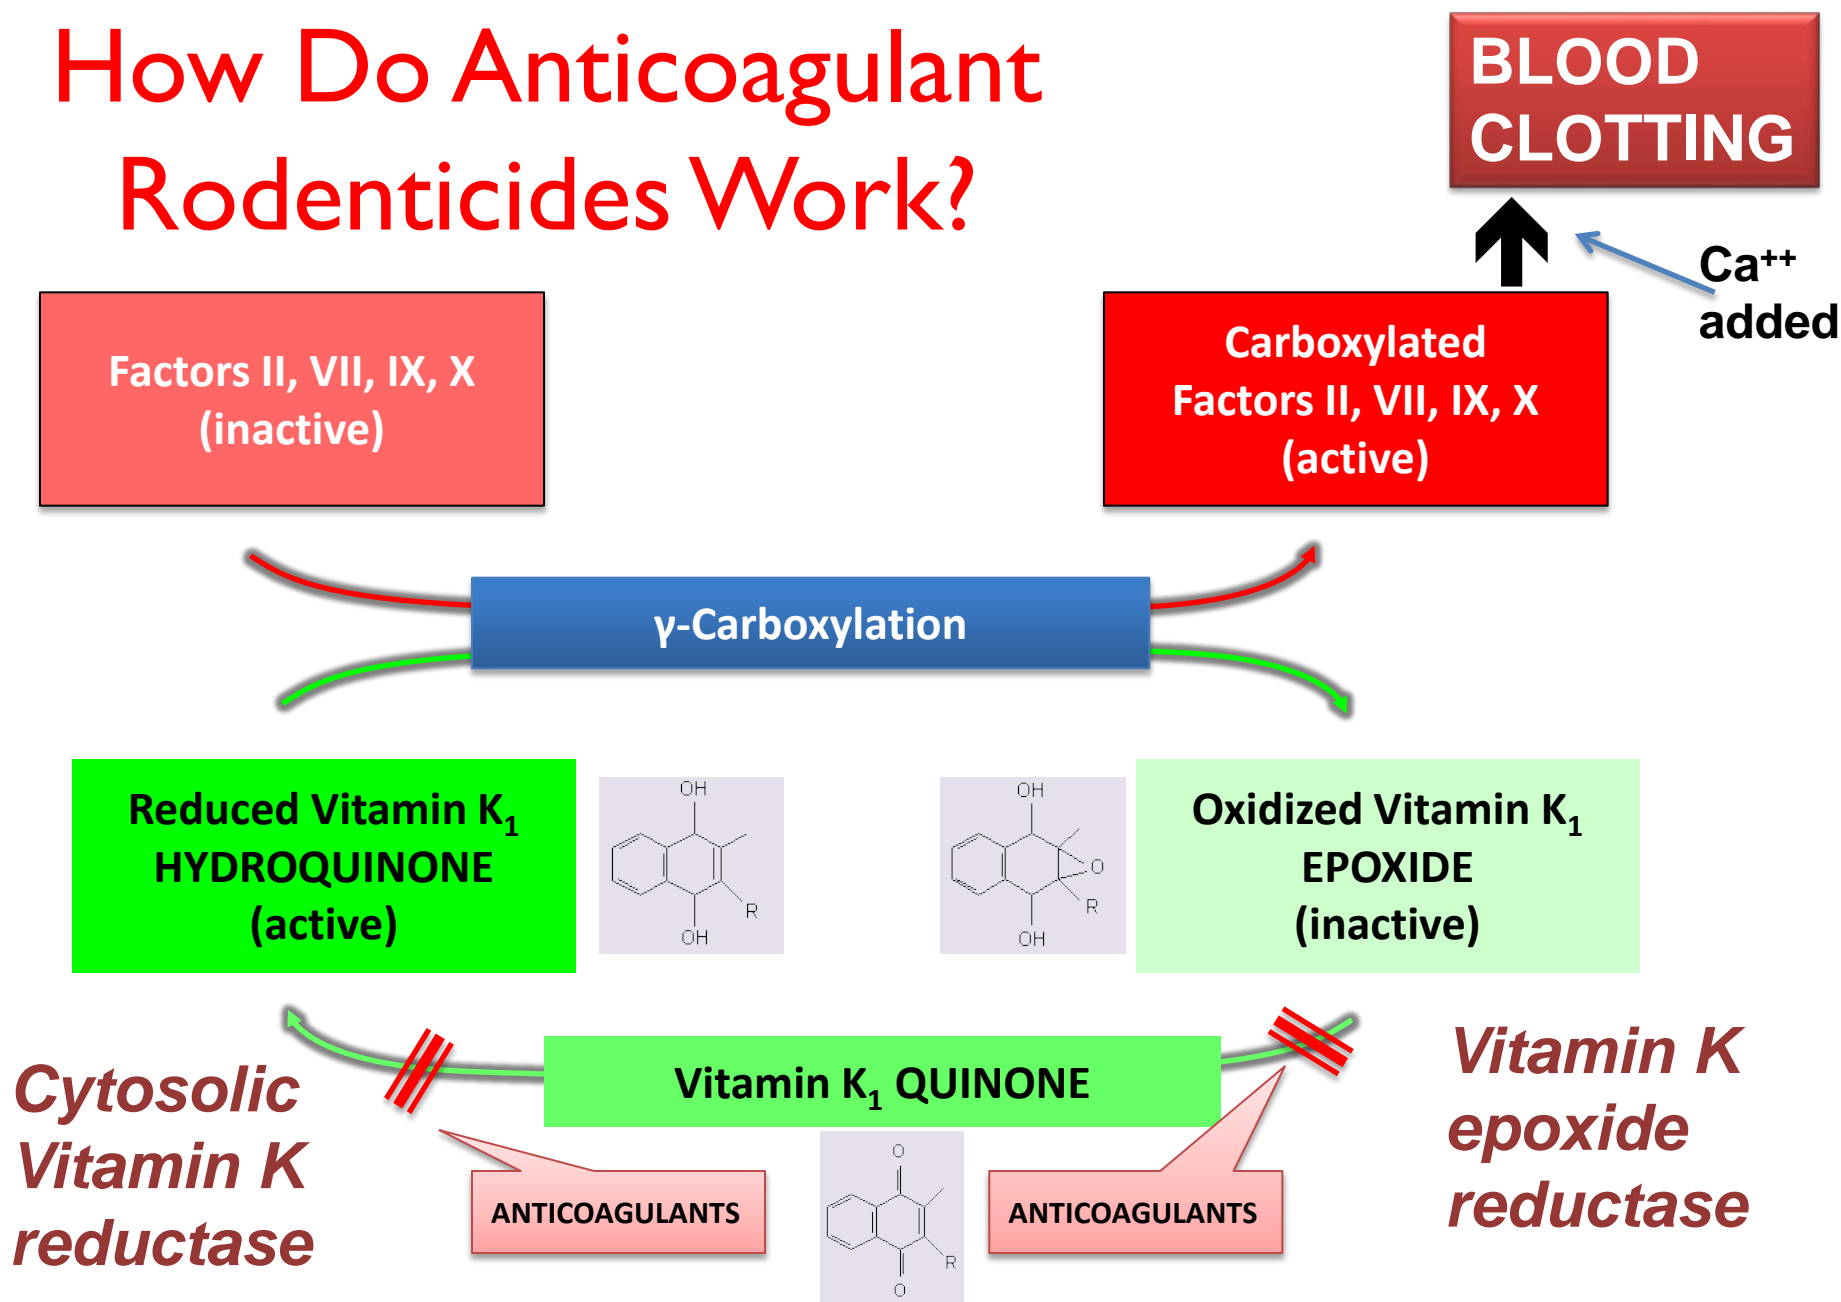 How Do Anticoagulant
Rodenticides Work?
BLOOD
CLOTTING
Ca⁺⁺
added
Factors II, VII, IX, X
(inactive)
Carboxylated
Factors II, VII, IX, X
(active)
γ-Carboxylation
Reduced Vitamin K₁
HYDROQUINONE
(active)
OH
R
OH
OH
O
R
OH
Oxidized Vitamin K₁
EPOXIDE
(inactive)
Cytosolic
Vitamin K
reductase
Vitamin K₁ QUINONE
Vitamin K
epoxide
reductase
ANTICOAGULANTS
O
R
O
ANTICOAGULANTS